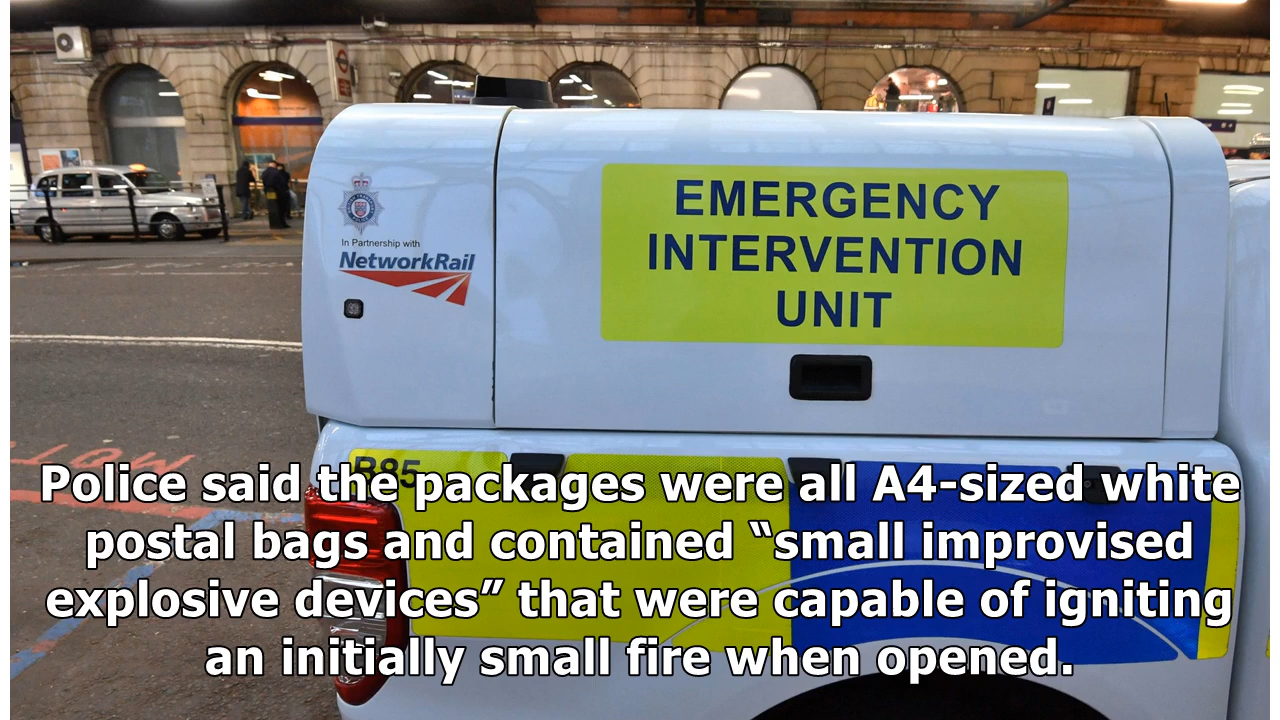 In Partnership with
NetworkRail
EMERGENCY
INTERVENTION
UNIT
B85
Police said the packages were all A4-sized white
postal bags and contained “small improvised
explosive devices” that were capable of igniting
an initially small fire when opened.